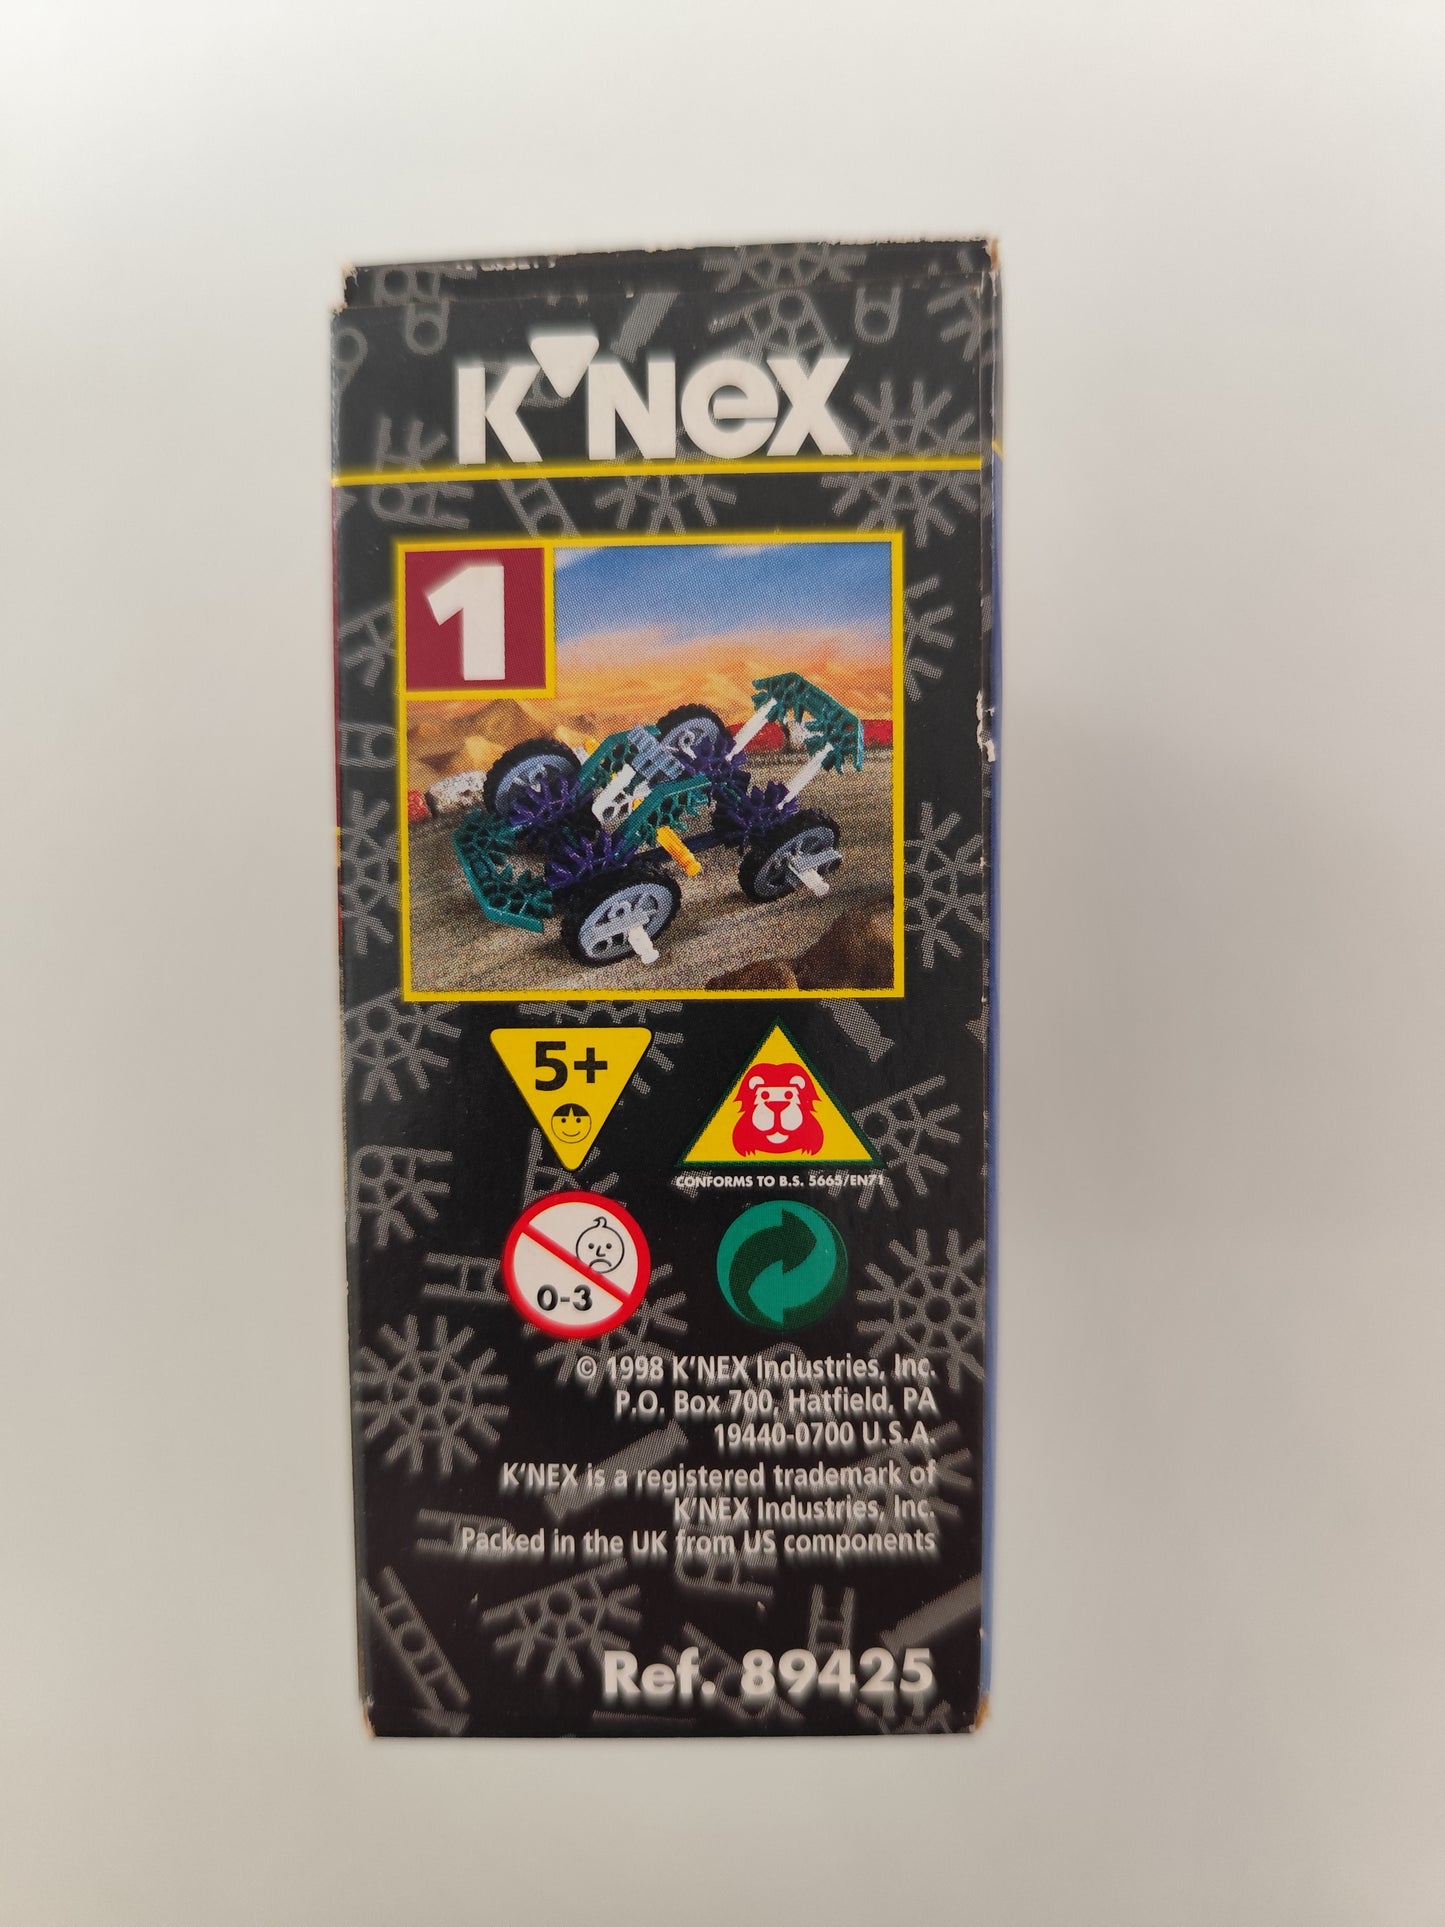 K'NEX
1
5+
CONFORMS TO B.S. 5665/EN71
0-3
© 1998 K'NEX Industries, Inc.
P.O. Box 700, Hatfield, PA
19440-0700 U.S.A.
K'NEX is a registered trademark of
K'NEX Industries, Inc.
Packed in the UK from US components
Ref. 89425